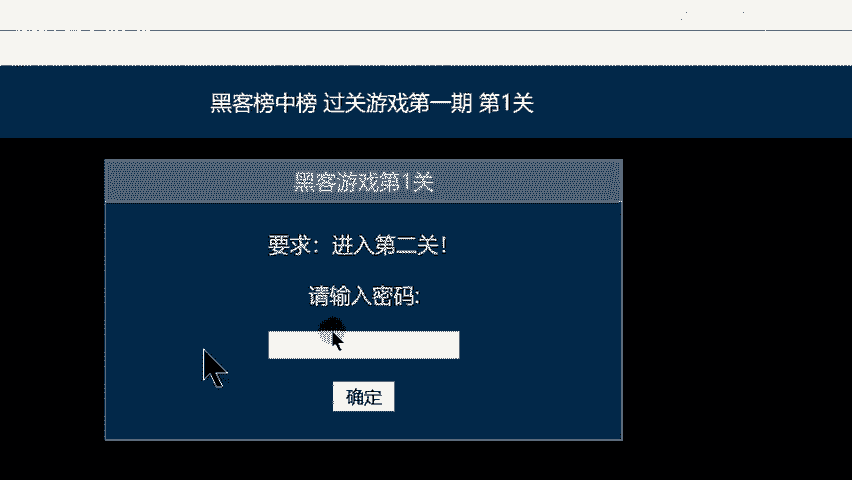 黑客榜中榜 过关游戏第一期 第1关
黑客游戏第1关
要求：进入第二关！
请输入密码:
确定